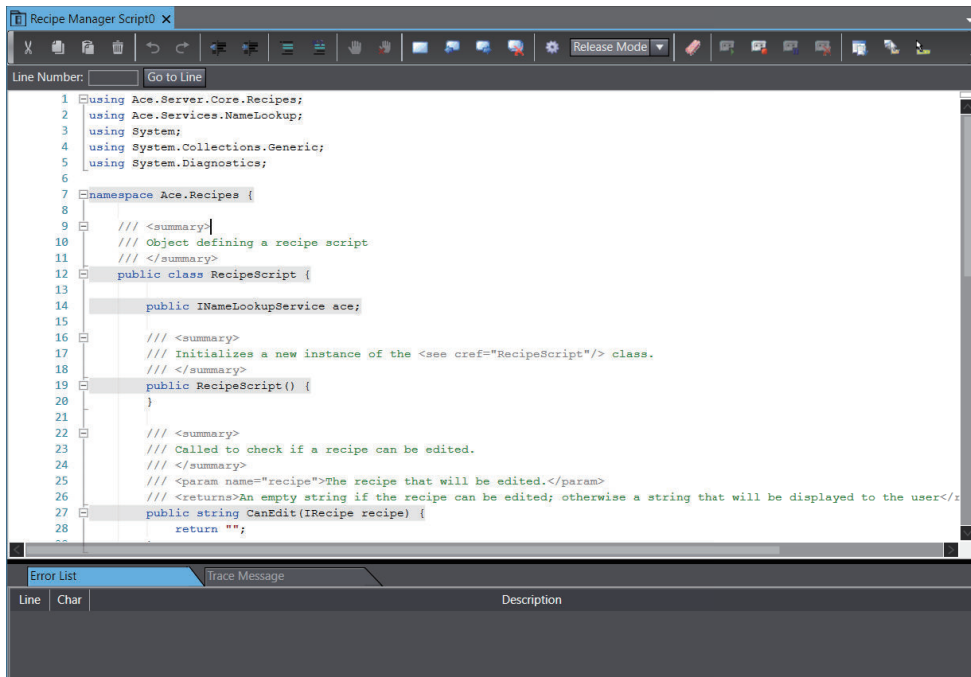 Recipe Manager Script0
Release Mode
Line Number: Go to Line
1 using Ace.Server.Core.Recipes;
2 using Ace.Services.NameLookup;
3 using System;
4 using System.Collections.Generic;
5 using System.Diagnostics;
6
7 namespace Ace.Recipes {
8
9 /// <summary>
10 /// Object defining a recipe script
11 /// </summary>
12 public class RecipeScript {
13
14 public INameLookupService ace;
15
16 /// <summary>
17 /// Initializes a new instance of the <see cref="RecipeScript"/> class.
18 /// </summary>
19 public RecipeScript() {
20 }
21
22 /// <summary>
23 /// Called to check if a recipe can be edited.
24 /// </summary>
25 /// <param name="recipe">The recipe that will be edited.</param>
26 /// <returns>An empty string if the recipe can be edited; otherwise a string that will be displayed to the user</r
27 public string CanEdit(IRecipe recipe) {
28 return "";
Error List Trace Message
Line Char Description